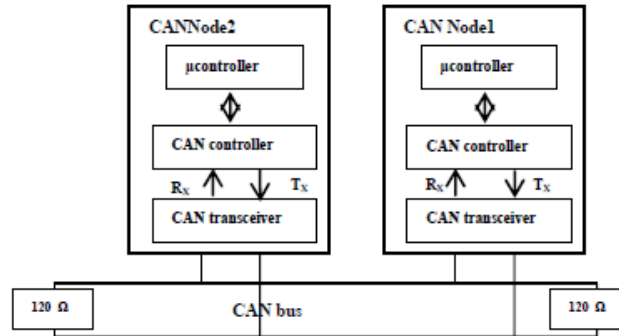 CANNode2
µcontroller
CAN controller
Rx
Tx
CAN transceiver
CAN Node1
µcontroller
CAN controller
Rx
Tx
CAN transceiver
120 Ω
CAN bus
120 Ω